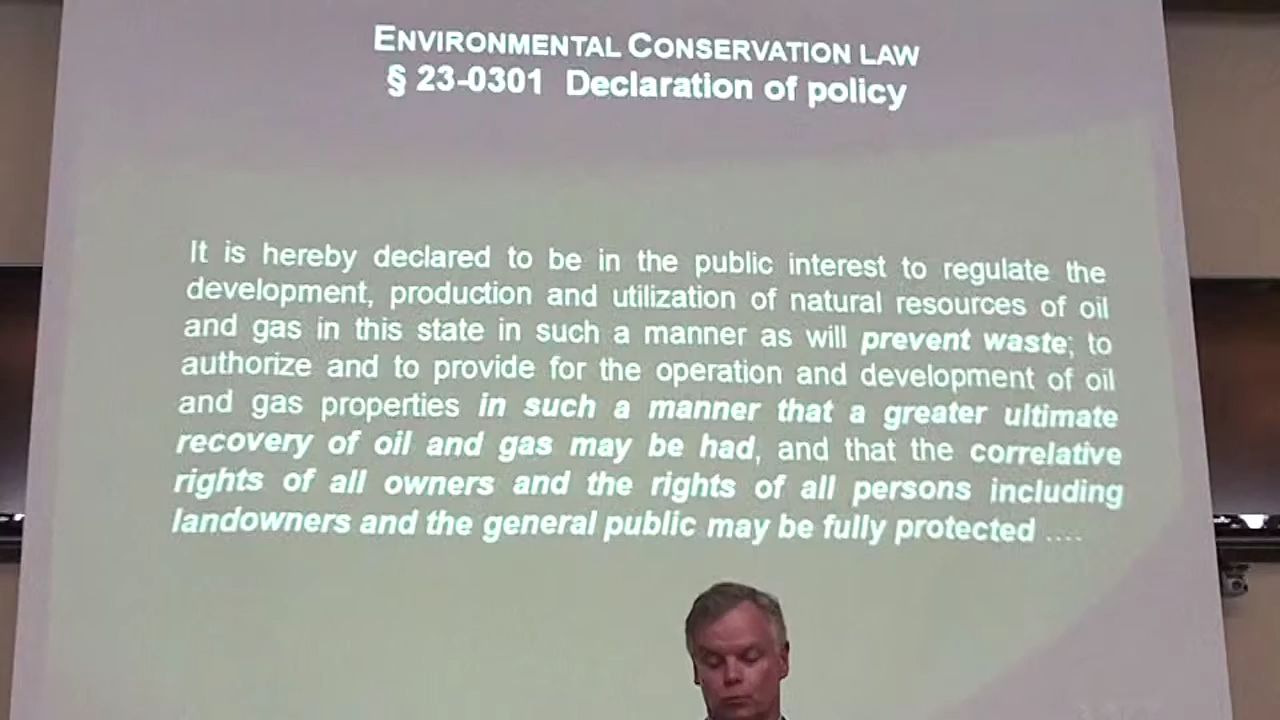 ENVIRONMENTAL CONSERVATION LAW
§ 23-0301 Declaration of policy
It is hereby declared to be in the public interest to regulate the
development, production and utilization of natural resources of oil
and gas in this state in such a manner as will prevent waste; to
authorize and to provide for the operation and development of oil
and gas properties in such a manner that a greater ultimate
recovery of oil and gas may be had, and that the correlative
rights of all owners and the rights of all persons including
landowners and the general public may be fully protected ....